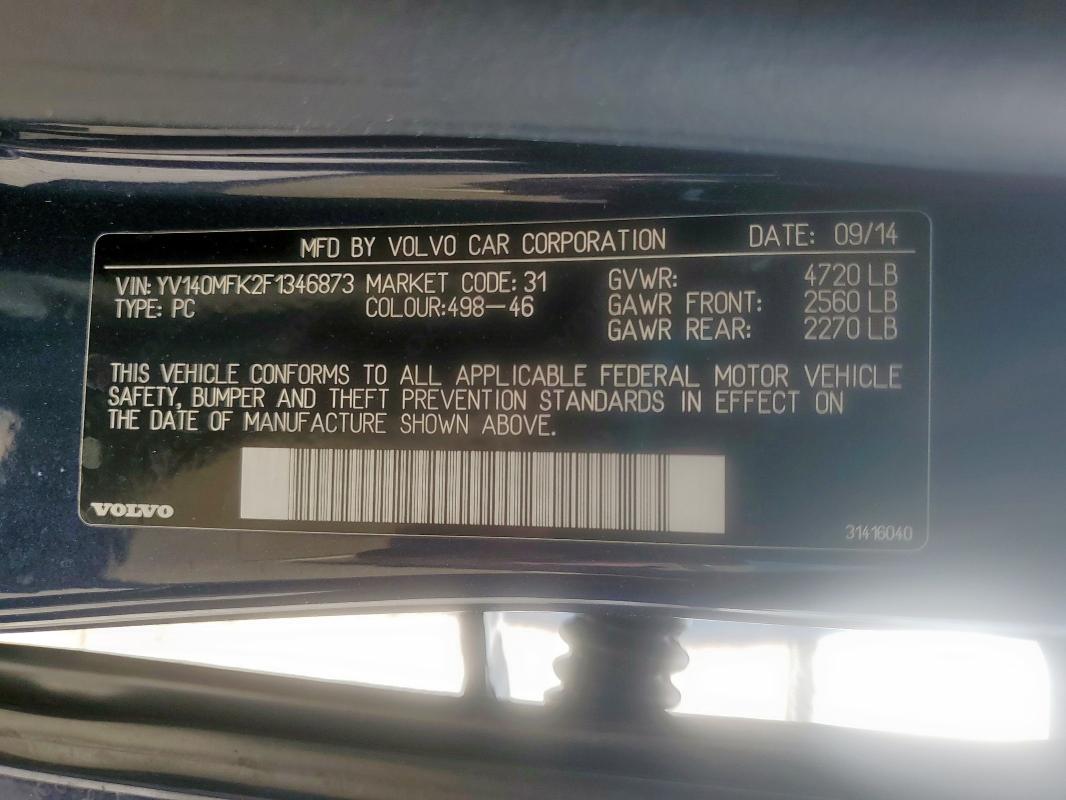 MFD BY VOLVO CAR CORPORATION DATE: 09/14
VIN: YV140MFK2F1346873 MARKET CODE: 31 GVWR: 4720 LB
TYPE: PC COLOUR:498-46 GAWR FRONT: 2560 LB
GAWR REAR: 2270 LB
THIS VEHICLE CONFORMS TO ALL APPLICABLE FEDERAL MOTOR VEHICLE
SAFETY, BUMPER AND THEFT PREVENTION STANDARDS IN EFFECT ON
THE DATE OF MANUFACTURE SHOWN ABOVE.
VOLVO
31416040